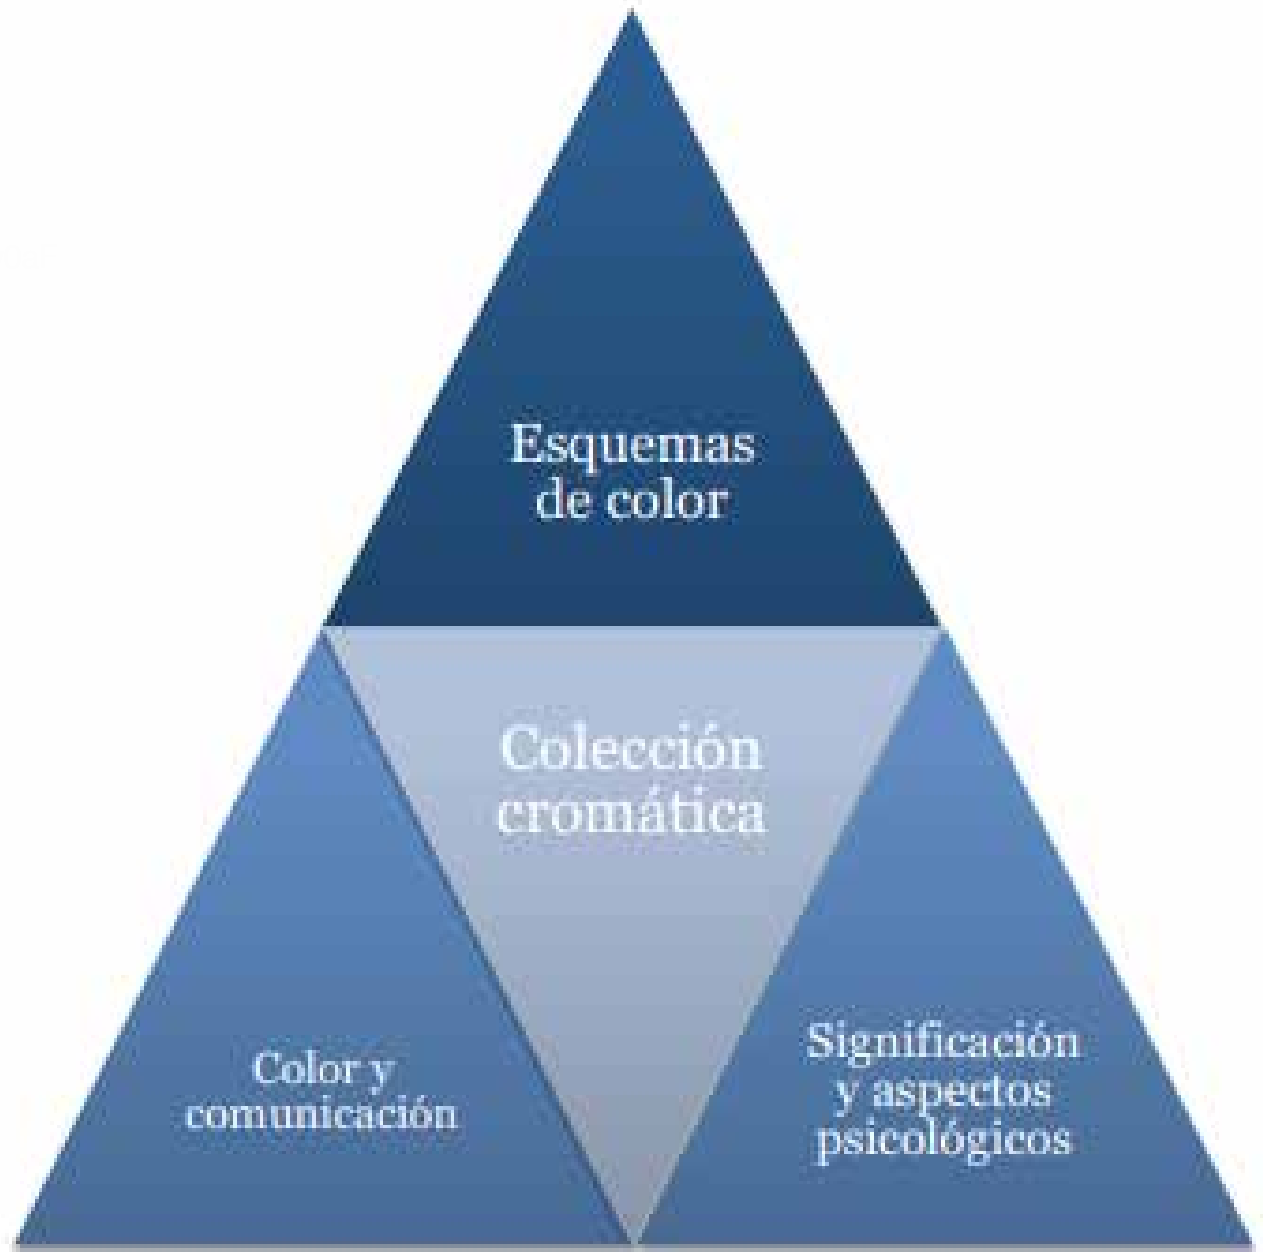 Esquemas
de color
Colección
cromática
Color y
comunicación
Significación
y aspectos
psicológicos